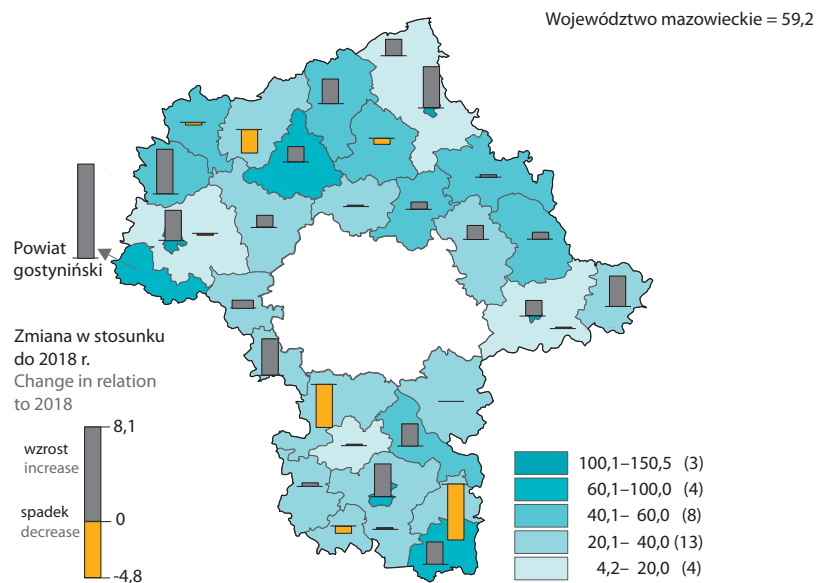 Województwo mazowieckie = 59,2
Powiat
gostyniński
Zmiana w stosunku
do 2018 r.
Change in relation
to 2018
8,1
wzrost
increase
spadek
decrease
0
-4,8
100,1–150,5 (3)
60,1–100,0 (4)
40,1– 60,0 (8)
20,1– 40,0 (13)
4,2– 20,0 (4)